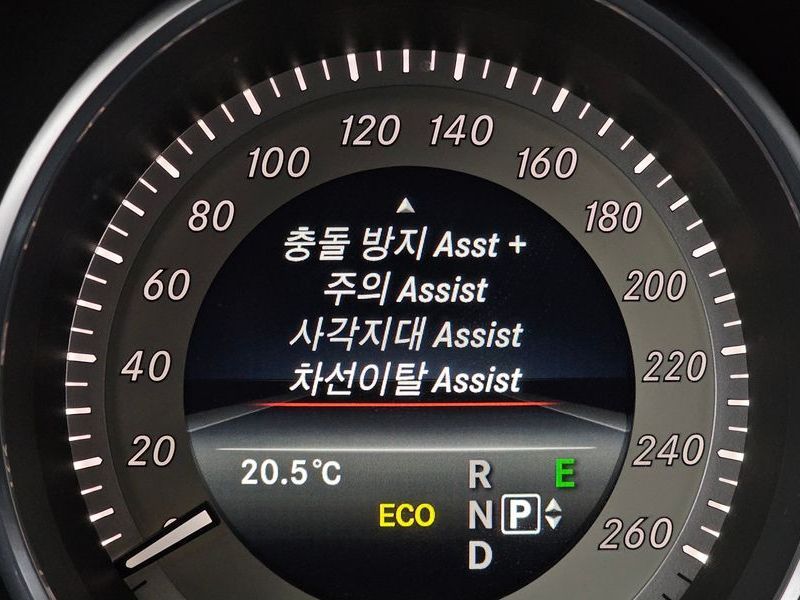 120 140
100 160
80 180
충돌 방지 Asst +
60 주의 Assist 200
사각지대 Assist
40 차선이탈 Assist 220
20 240
20.5℃ R E
ECO N P 260
D